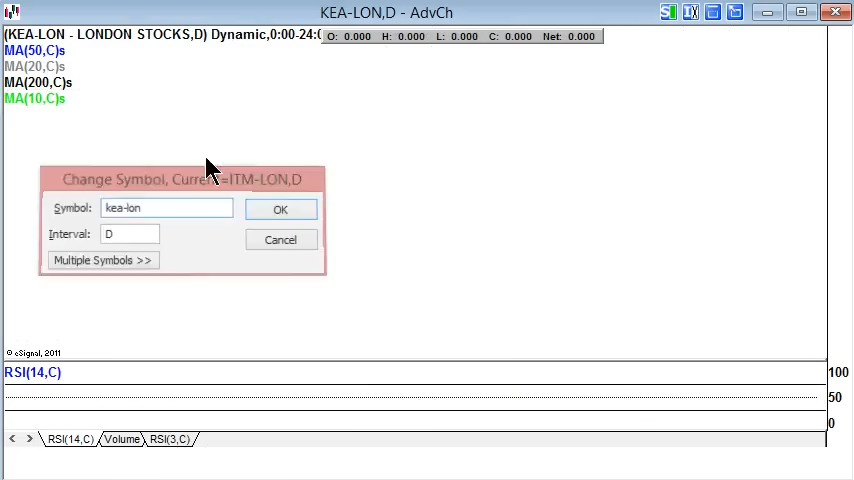 KEA-LON,D - AdvCh
(KEA-LON - LONDON STOCKS,D) Dynamic,0:00-24:0
O: 0.000 H: 0.000 L: 0.000 C: 0.000 Net: 0.000
MA(50,C)s
MA(20,C)s
MA(200,C)s
MA(10,C)s
Change Symbol, Current=ITM-LON,D
Symbol: kea-lon OK
Interval: D Cancel
Multiple Symbols >>
© eSignal, 2011
RSI(14,C) 100
50
0
< > RSI(14,C) Volume RSI(3,C)